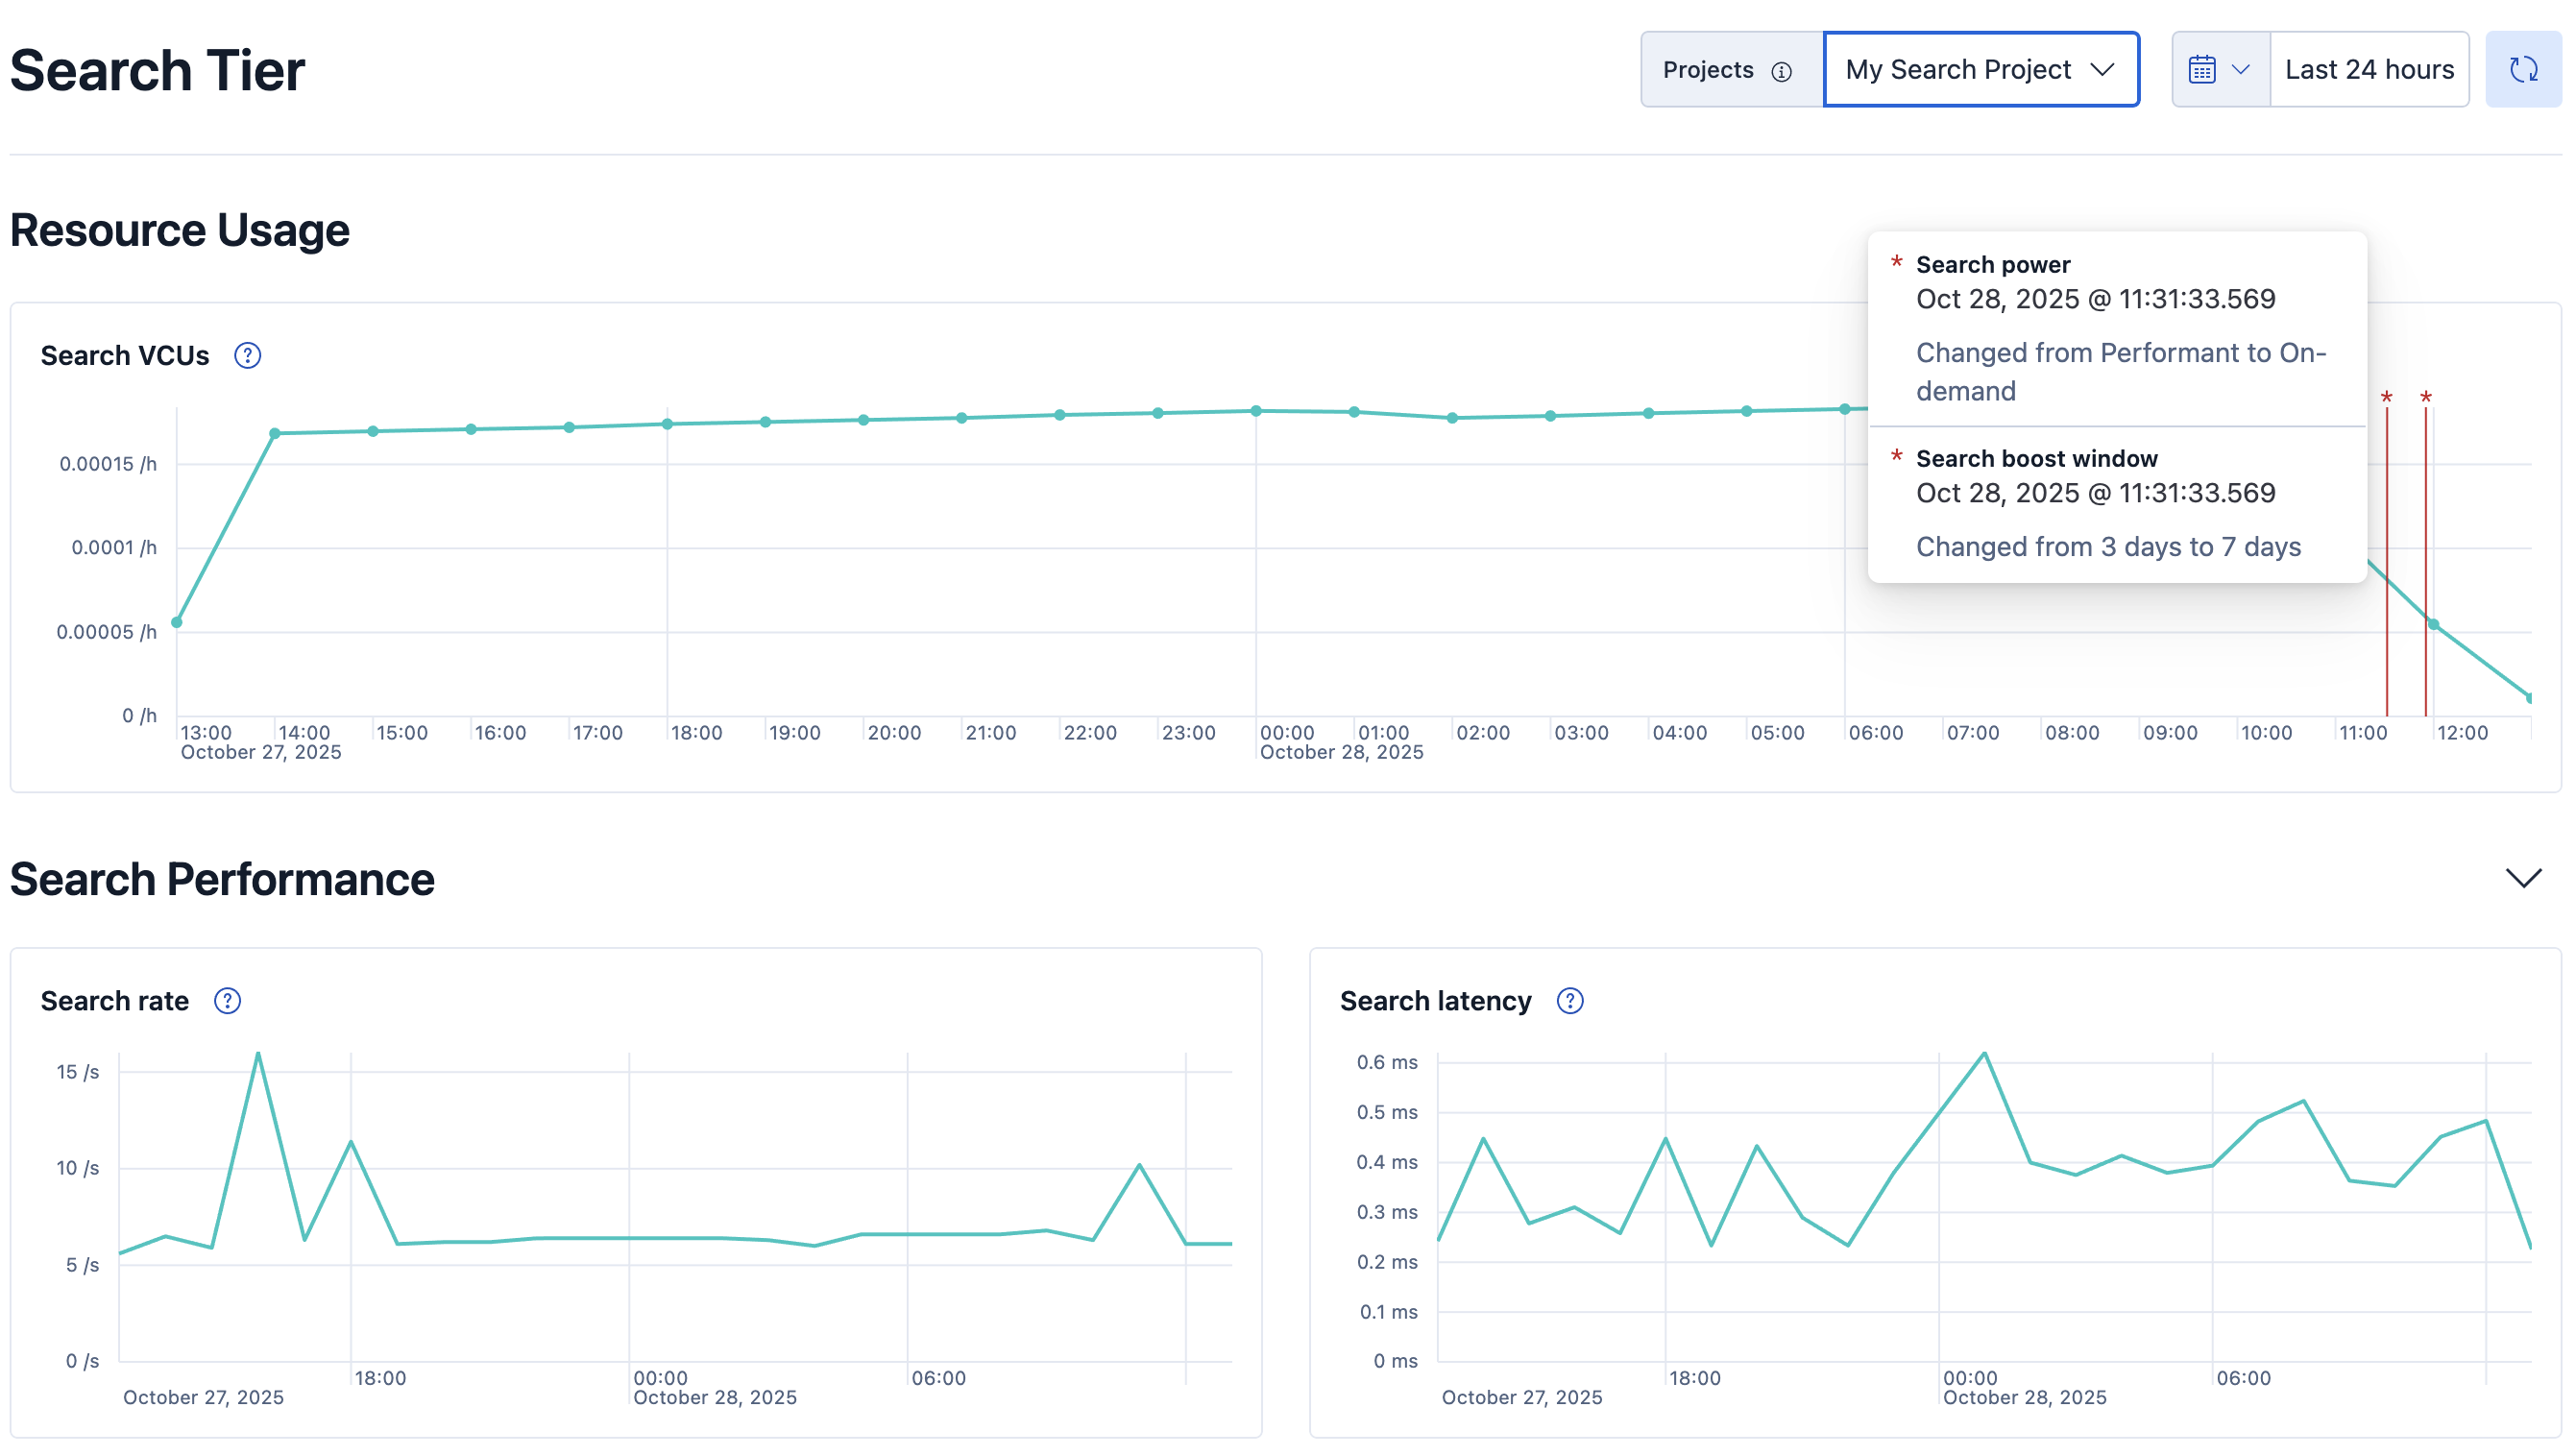 Search Tier
Projects
My Search Project
Last 24 hours
Resource Usage
Search VCUs
* Search power
Oct 28, 2025 @ 11:31:33.569
Changed from Performant to On-
demand
* Search boost window
Oct 28, 2025 @ 11:31:33.569
Changed from 3 days to 7 days
* *
0.00015 /h
0.0001 /h
0.00005 /h
0 /h
13:00 14:00 15:00 16:00 17:00 18:00 19:00 20:00 21:00 22:00 23:00 00:00 01:00 02:00 03:00 04:00 05:00 06:00 07:00 08:00 09:00 10:00 11:00 12:00
October 27, 2025 October 28, 2025
Search Performance
Search rate
15 /s
10 /s
5 /s
0 /s
18:00 00:00 06:00
October 27, 2025 October 28, 2025
Search latency
0.6 ms
0.5 ms
0.4 ms
0.3 ms
0.2 ms
0.1 ms
0 ms
18:00 00:00 06:00
October 27, 2025 October 28, 2025